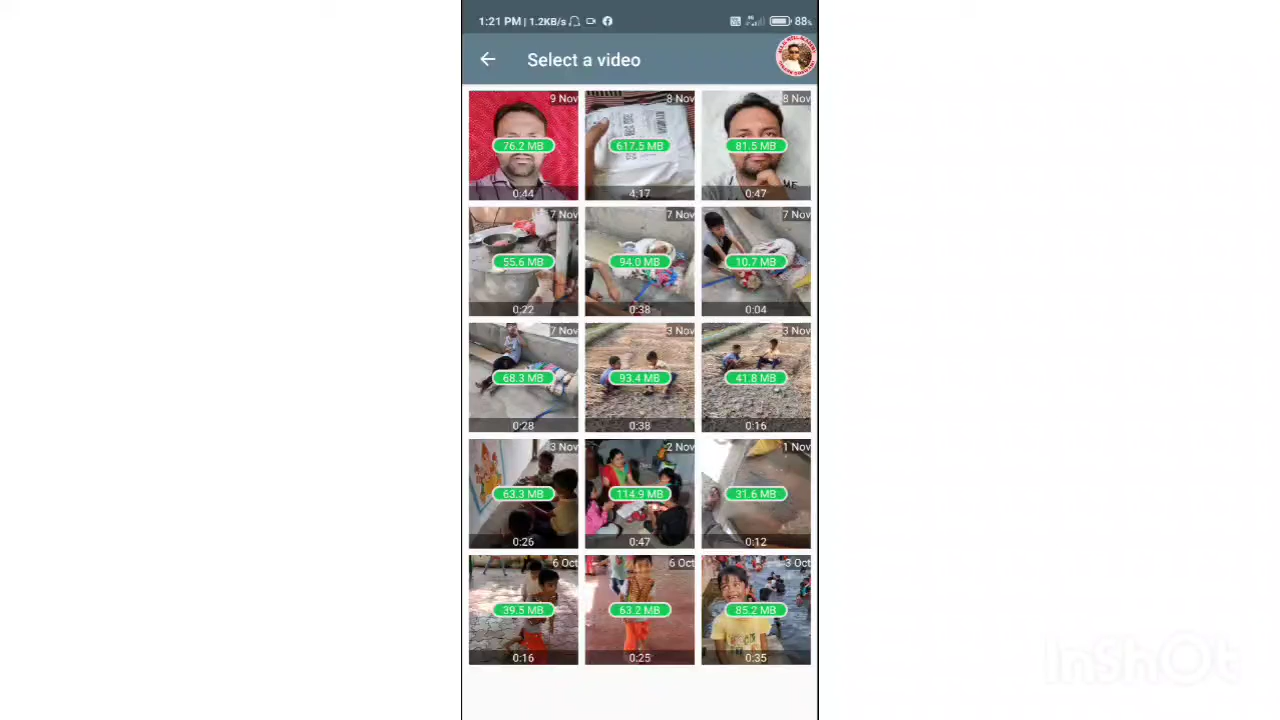 1:21 PM | 1.2KB/s 88%
Select a video
9 Nov 8 Nov 8 Nov
76.2 MB 617.5 MB 81.5 MB
0:44 4:17 0:47
7 Nov 7 Nov 7 Nov
55.6 MB 94.0 MB 10.7 MB
0:22 0:38 0:04
7 Nov 3 Nov 3 Nov
68.3 MB 93.4 MB 41.8 MB
0:28 0:38 0:16
3 Nov 2 Nov 1 Nov
63.3 MB 114.9 MB 31.6 MB
0:26 0:47 0:12
6 Oct 6 Oct 3 Oct
39.5 MB 63.2 MB 85.2 MB
0:16 0:25 0:35
InShOt